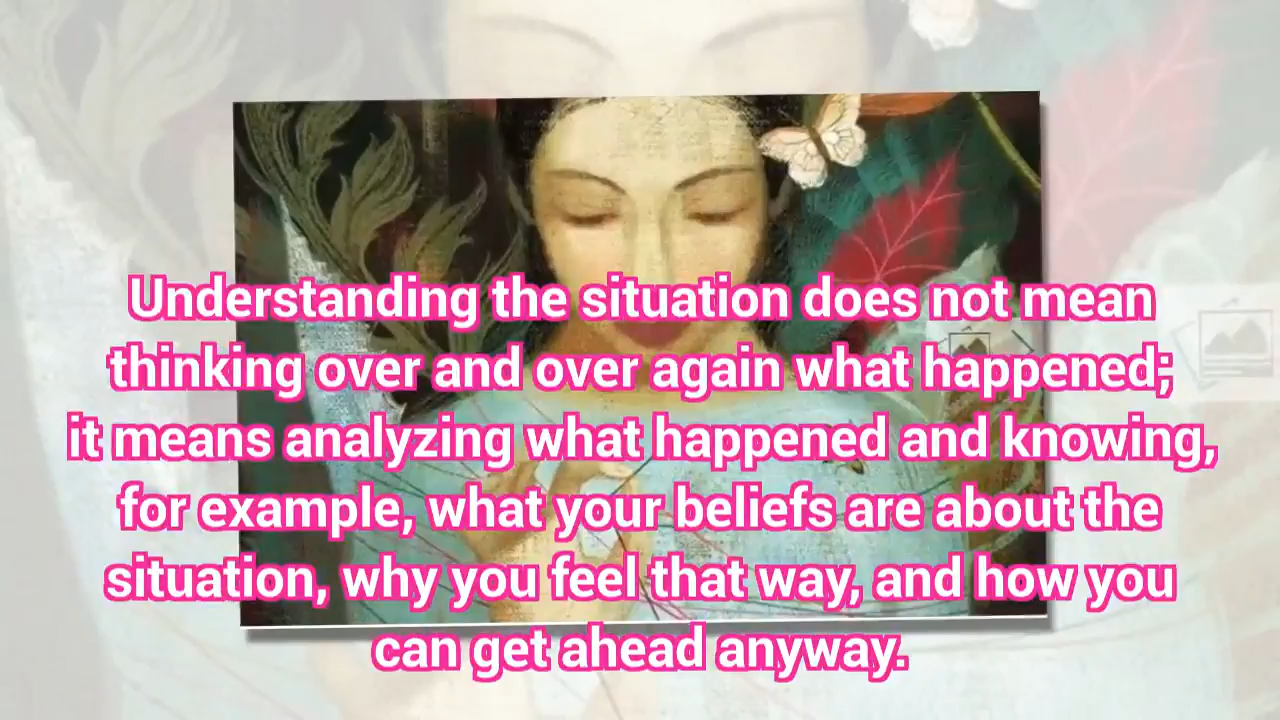 Understanding the situation does not mean
thinking over and over again what happened;
it means analyzing what happened and knowing,
for example, what your beliefs are about the
situation, why you feel that way, and how you
can get ahead anyway.